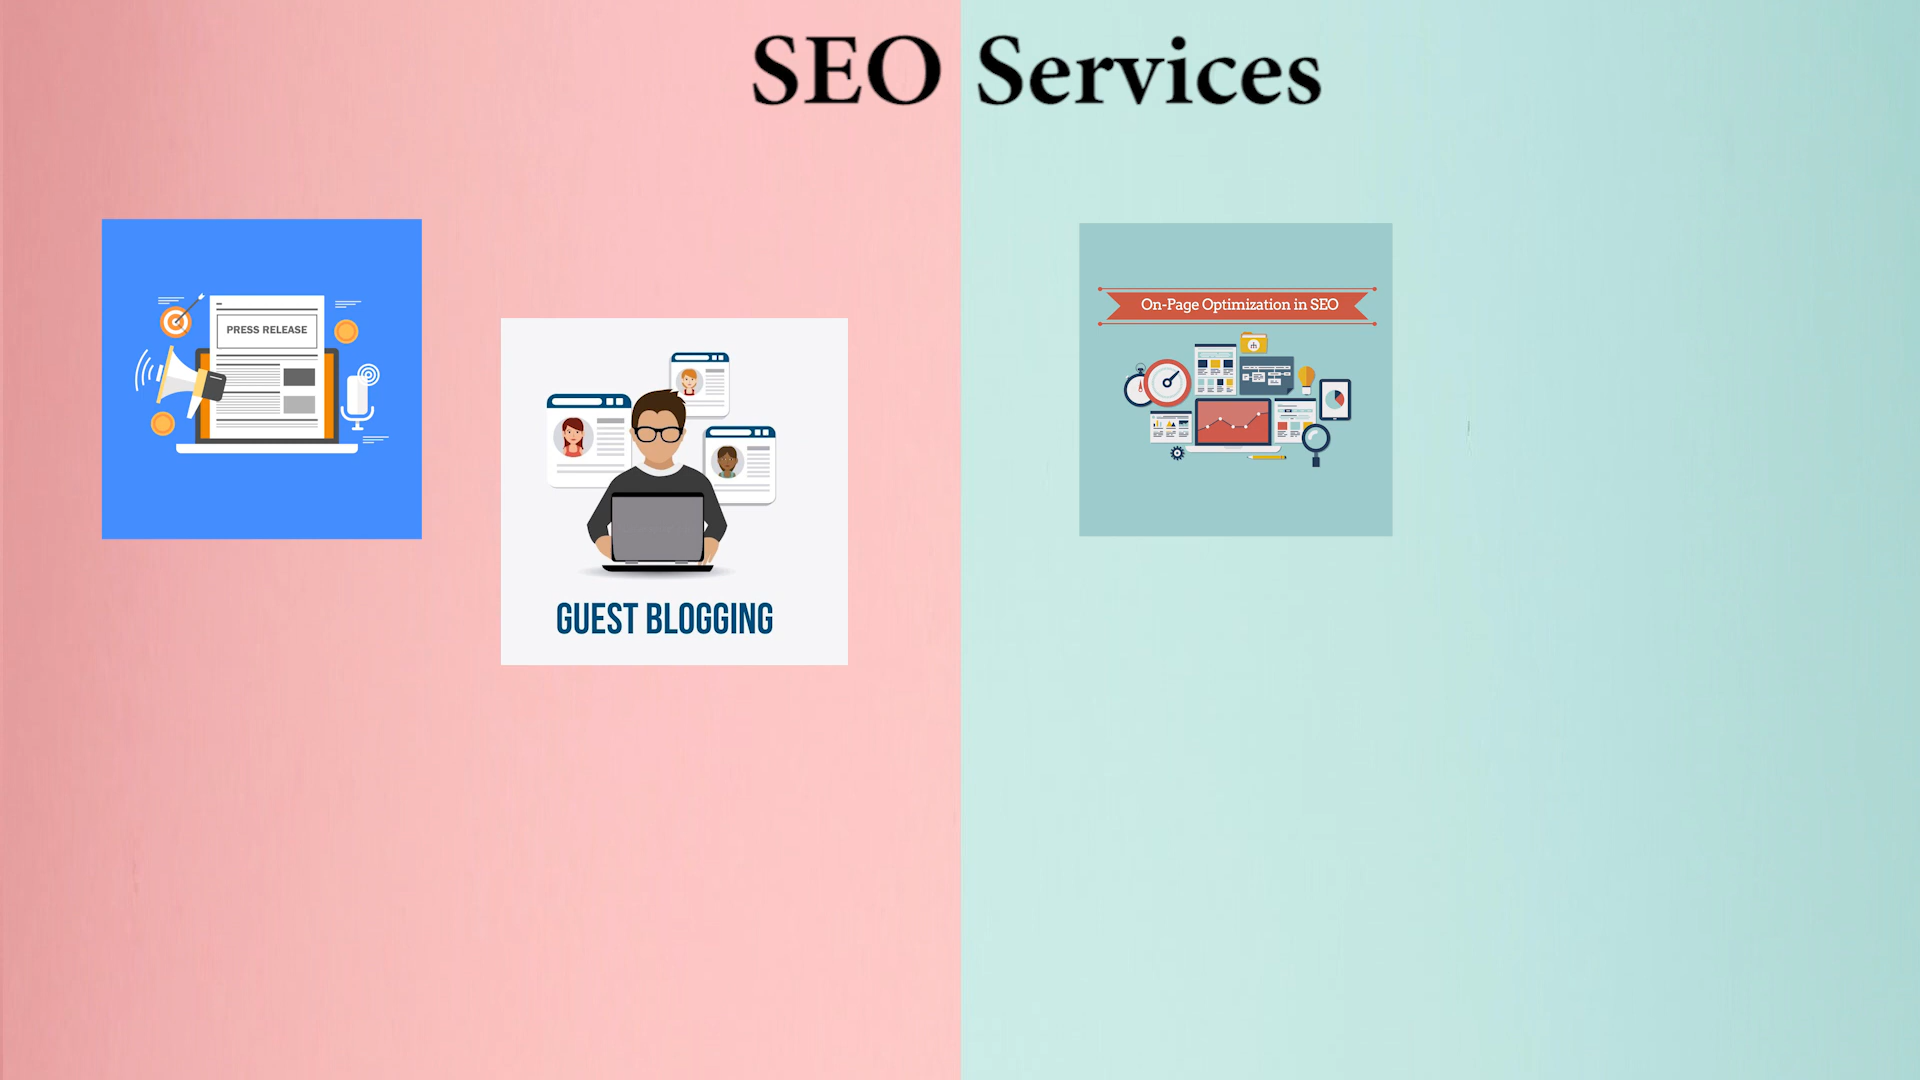 SEO Services
PRESS RELEASE
GUEST BLOGGING
On-Page Optimization in SEO